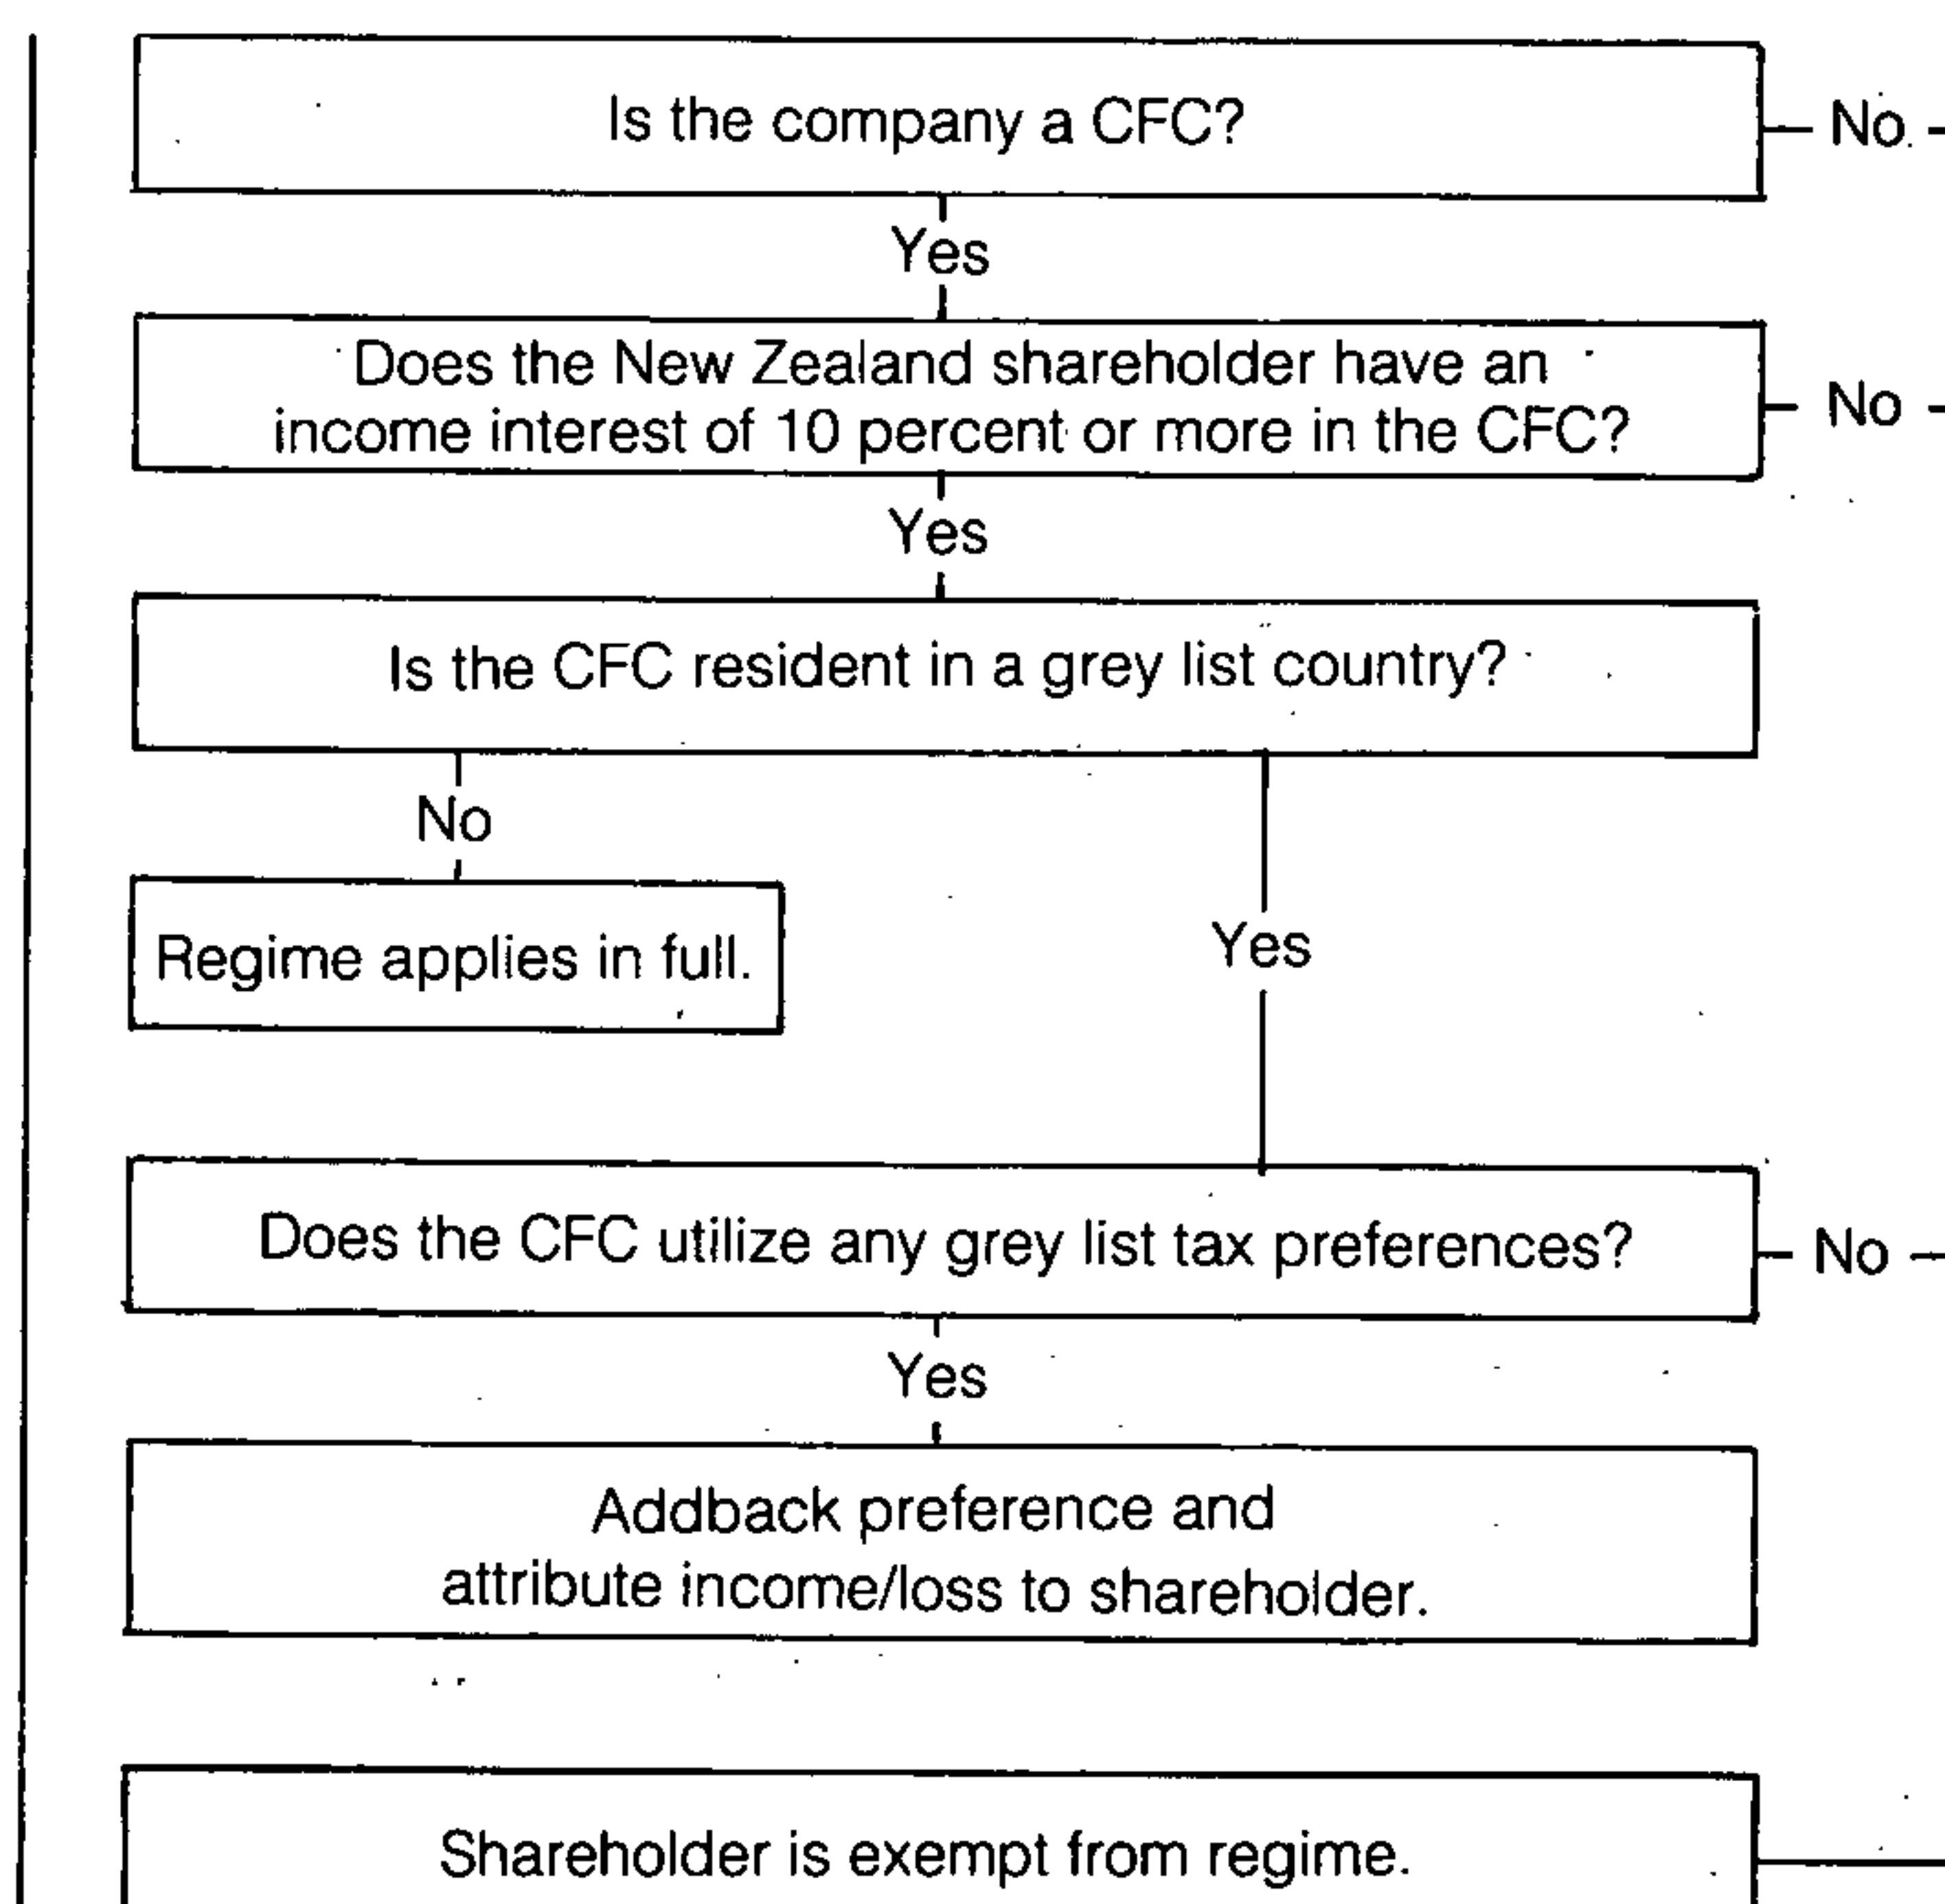 Is the company a CFC?
No
Yes
Does the New Zealand shareholder have an
income interest of 10 percent or more in the CFC?
No
Yes
Is the CFC resident in a grey list country?
No
Regime applies in full.
Yes
Does the CFC utilize any grey list tax preferences?
No
Yes
Addback preference and
attribute income/loss to shareholder.
Shareholder is exempt from regime.